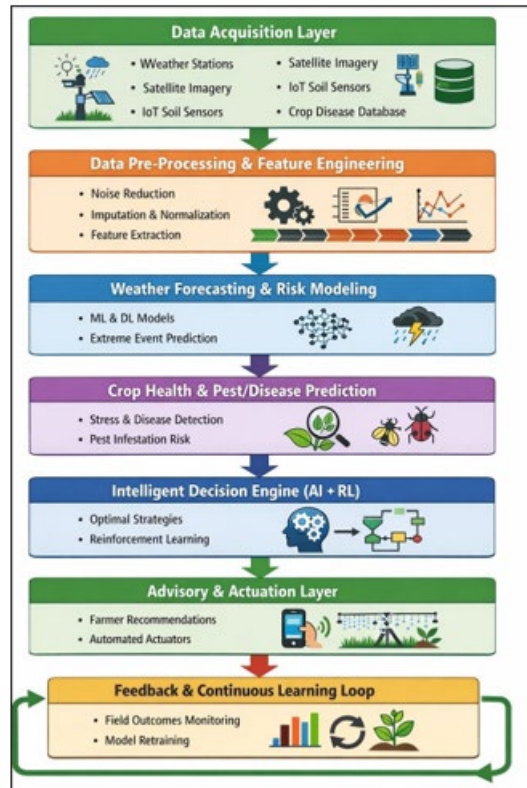 Data Acquisition Layer
• WWeather Stations
• Satellite Imagery
• IoT Soil Sensors
• Satellite Imagery
• IoT Soil Sensors
• Crop Disease Database
Data Pre-Processing & Feature Engineering
• Noise Reduction
• Imputation & Normalization
• Feature Extraction
Weather Forecasting & Risk Modeling
• ML & DL Models
• Extreme Event Prediction
Crop Health & Pest/Disease Prediction
• Stress & Disease Detection
• Pest Infestation Risk
Intelligent Decision Engine (AI + RL)
• Optimal Strategies
• Reinforcement Learning
Advisory & Actuation Layer
• Farmer Recommendations
• Automated Actuators
Feedback & Continuous Learning Loop
• Field Outcomes Monitoring
• Model Retraining